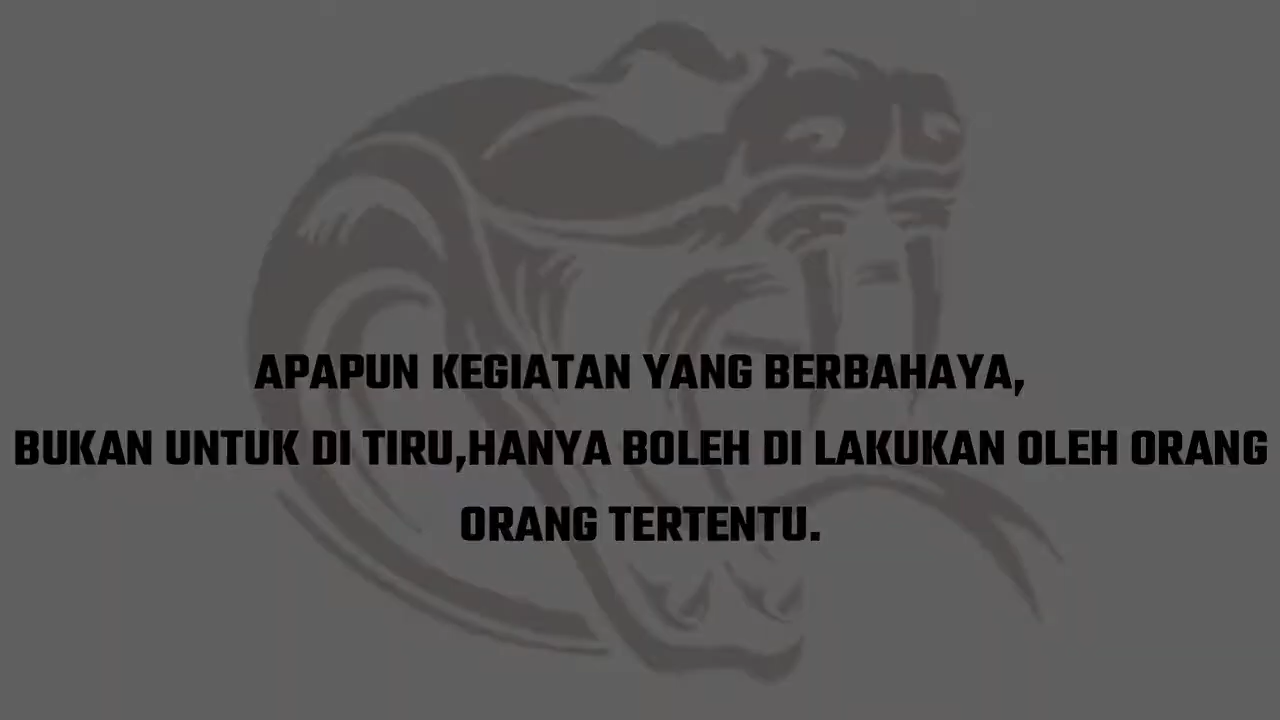 APAPUN KEGIATAN YANG BERBAHAYA,
BUKAN UNTUK DI TIRU,HANYA BOLEH DI LAKUKAN OLEH ORANG
ORANG TERTENTU.